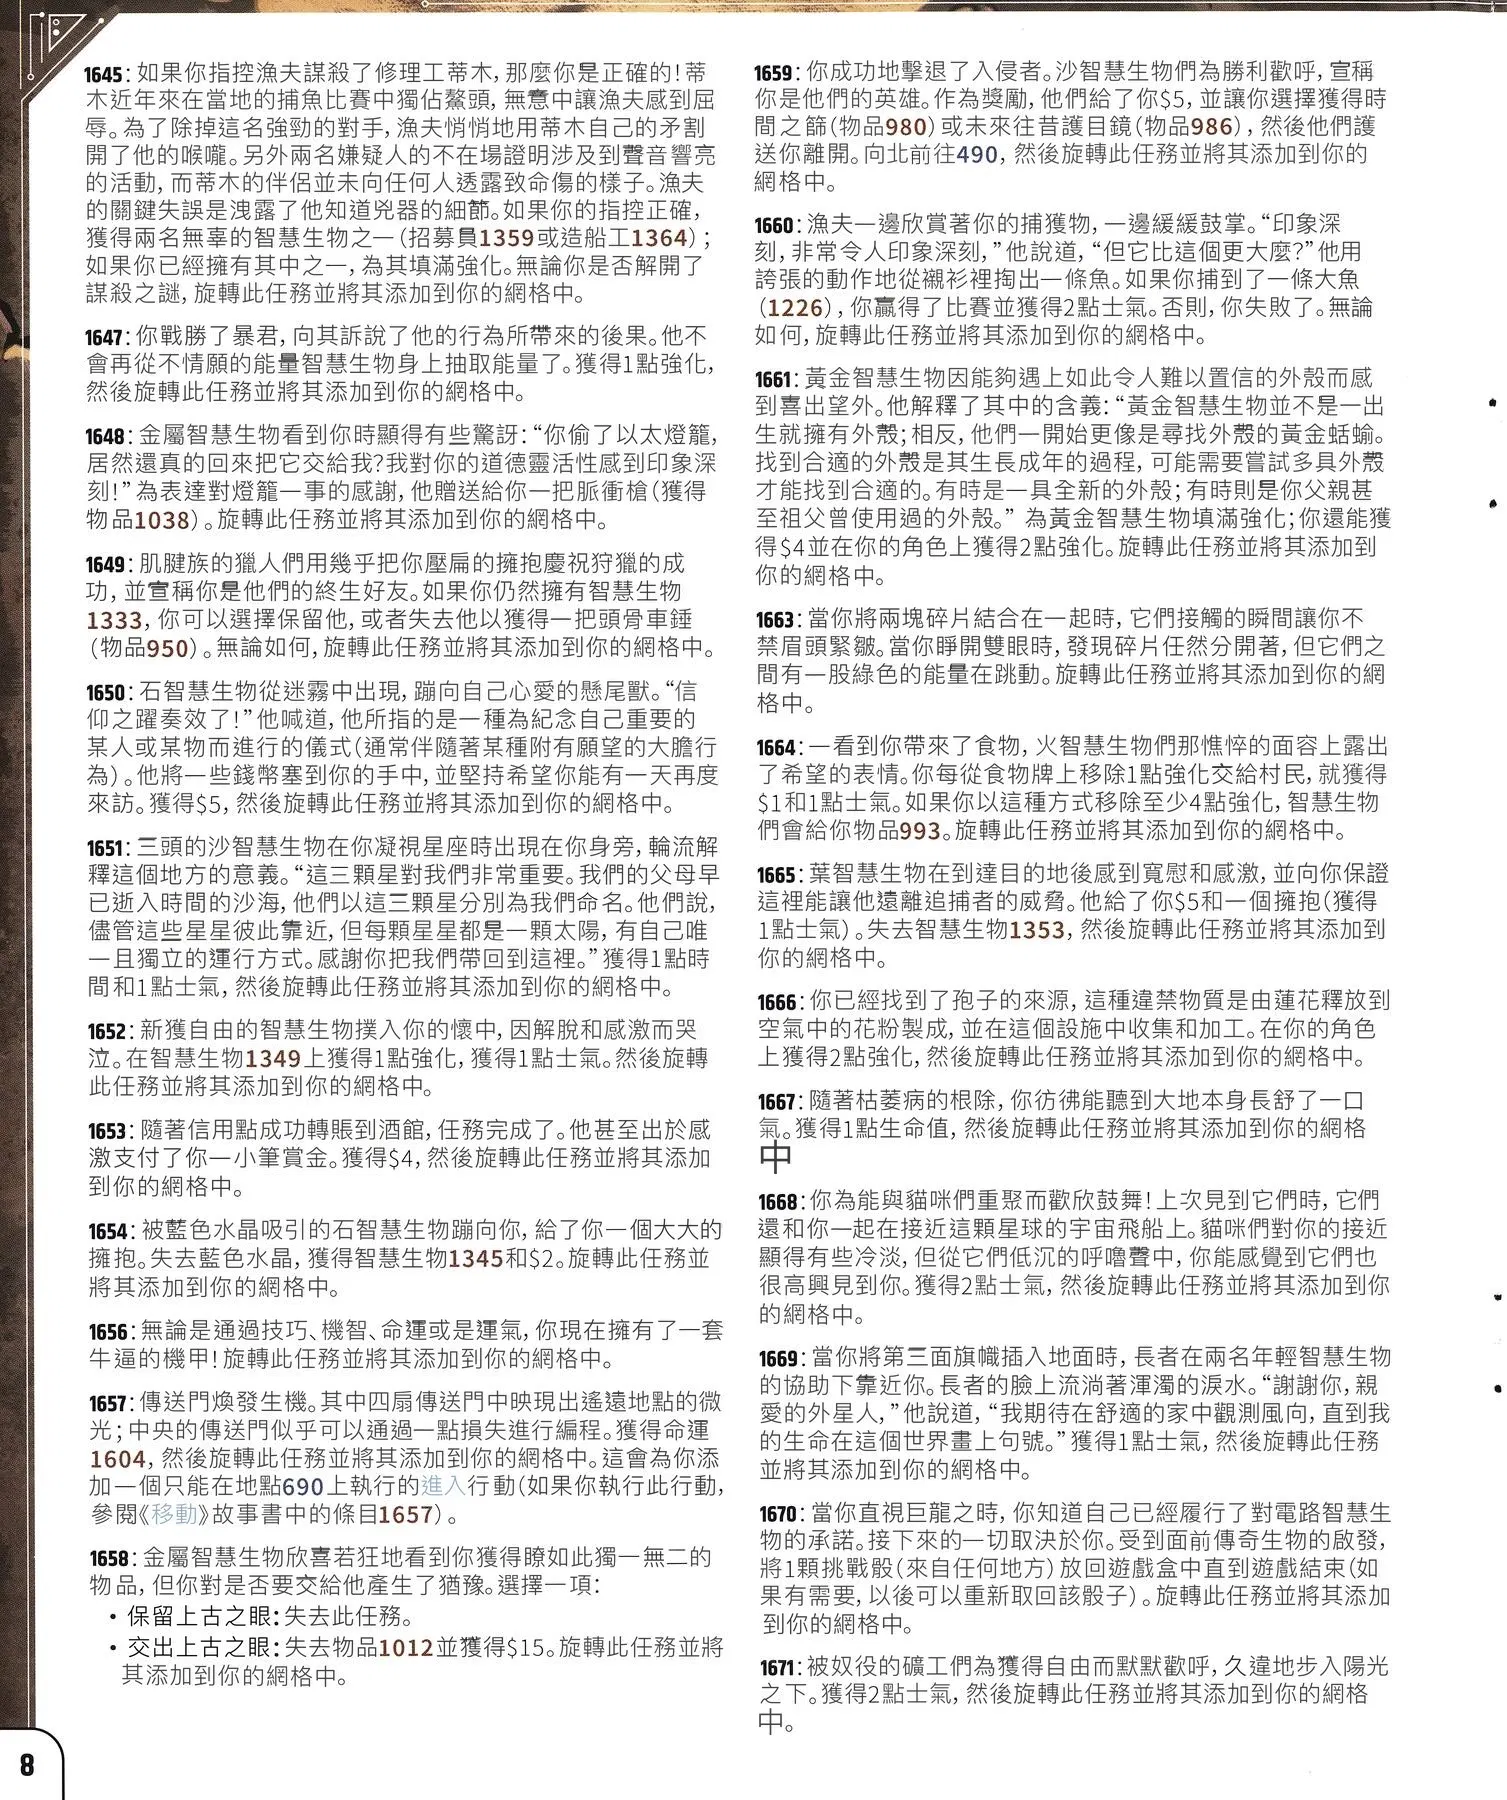 1645：如果你指控漁夫謀殺了修理工蒂木，那麼你是正確的！蒂
木近年來在當地的捕魚比賽中獨佔鰲頭，無意中讓漁夫感到屈
辱。為了除掉這名強勁的對手，漁夫悄悄地用蒂木自己的矛割
開了他的喉嚨。另外兩名嫌疑人的不在場證明涉及到聲音響亮
的活動，而蒂木的伴侶並未向任何人透露致命傷的樣子。漁夫
的關鍵失誤是洩露了他知道兇器的細節。如果你的指控正確，
獲得兩名無辜的智慧生物之一（招募員1359或造船工1364）；
如果你已經擁有其中之一，為其填滿強化。無論你是否解開了
謀殺之謎，旋轉此任務並將其添加到你的網格中。
1647：你戰勝了暴君，向其訴說了他的行為所帶來的後果。他不
會再從不情願的能量智慧生物身上抽取能量了。獲得1點強化，
然後旋轉此任務並將其添加到你的網格中。
1648：金屬智慧生物看到你時顯得有些驚訝：“你偷了以太燈籠，
居然還真的回來把它交給我？我對你的道德靈活性感到印象深
刻！”為表達對燈籠一事的感謝，他贈送給你一把脈衝槍（獲得
物品1038）。旋轉此任務並將其添加到你的網格中。
1649：肌腱族的獵人們用幾乎把你壓扁的擁抱慶祝狩獵的成
功，並宣稱你是他們的終生好友。如果你仍然擁有智慧生物
1333，你可以選擇保留他，或者失去他以獲得一把頭骨車錘
（物品950）。無論如何，旋轉此任務並將其添加到你的網格中。
1650：石智慧生物從迷霧中出現，蹦向自己心愛的懸尾獸。“信
仰之躍奏效了！”他喊道，他所指的是一種為紀念自己重要的
某人或某物而進行的儀式（通常伴隨著某種附有願望的大膽行
為）。他將一些錢幣塞到你的手中，並堅持希望你能有一天再度
來訪。獲得$5，然後旋轉此任務並將其添加到你的網格中。
1651：三頭的沙智慧生物在你凝視星座時出現在你身旁，輪流解
釋這個地方的意義。“這三顆星對我們非常重要。我們的父母早
已逝入時間的沙海，他們以這三顆星分別為我們命名。他們說，
儘管這些星星彼此靠近，但每顆星星都是一顆太陽，有自己唯
一且獨立的運行方式。感謝你把我們帶回到這裡。”獲得1點時
間和1點士氣，然後旋轉此任務並將其添加到你的網格中。
1652：新獲自由的智慧生物撲入你的懷中，因解脫和感激而哭
泣。在智慧生物1349上獲得1點強化，獲得1點士氣。然後旋轉
此任務並將其添加到你的網格中。
1653：隨著信用點成功轉賬到酒館，任務完成了。他甚至出於感
激支付了你一小筆賞金。獲得$4，然後旋轉此任務並將其添加
到你的網格中。
1654：被藍色水晶吸引的石智慧生物蹦向你，給了你一個大大的
擁抱。失去藍色水晶，獲得智慧生物1345和$2。旋轉此任務並
將其添加到你的網格中。
1656：無論是通過技巧、機智、命運或是運氣，你現在擁有了一套
牛逼的機甲！旋轉此任務並將其添加到你的網格中。
1657：傳送門煥發生機。其中四扇傳送門中映現出遙遠地點的微
光；中央的傳送門似乎可以通過一點損失進行編程。獲得命運
1604，然後旋轉此任務並將其添加到你的網格中。這會為你添
加一個只能在地點690上執行的進入行動（如果你執行此行動，
參閱《移動》故事書中的條目1657）。
1658：金屬智慧生物欣喜若狂地看到你獲得瞭如此獨一無二的
物品，但你對是否要交給他產生了猶豫。選擇一項：
• 保留上古之眼：失去此任務。
• 交出上古之眼：失去物品1012並獲得$15。旋轉此任務並將
其添加到你的網格中。
8
1659：你成功地擊退了入侵者。沙智慧生物們為勝利歡呼，宣稱
你是他們的英雄。作為獎勵，他們給了你$5，並讓你選擇獲得時
間之篩（物品980）或未來往昔護目鏡（物品986），然後他們護
送你離開。向北前往490，然後旋轉此任務並將其添加到你的
網格中。
1660：漁夫一邊欣賞著你的捕獲物，一邊緩緩鼓掌。“印象深
刻，非常令人印象深刻，”他說道，“但它比這個更大麼？”他用
誇張的動作地從襯衫裡掏出一條魚。如果你捕到了一條大魚
（1226），你贏得了比賽並獲得2點士氣。否則，你失敗了。無論
如何，旋轉此任務並將其添加到你的網格中。
1661：黃金智慧生物因能夠遇上如此令人難以置信的外殼而感
到喜出望外。他解釋了其中的含義：“黃金智慧生物並不是一出
生就擁有外殼；相反，他們一開始更像是尋找外殼的黃金蛞蝓。
找到合適的外殼是其生長成年的過程，可能需要嘗試多具外殼
才能找到合適的。有時是一具全新的外殼；有時則是你父親甚
至祖父曾使用過的外殼。” 為黃金智慧生物填滿強化；你還能獲
得$4並在你的角色上獲得2點強化。旋轉此任務並將其添加到
你的網格中。
1663：當你將兩塊碎片結合在一起時，它們接觸的瞬間讓你不
禁眉頭緊皺。當你睜開雙眼時，發現碎片任然分開著，但它們之
間有一股綠色的能量在跳動。旋轉此任務並將其添加到你的網
格中。
1664：一看到你帶來了食物，火智慧生物們那憔悴的面容上露出
了希望的表情。你每從食物牌上移除1點強化交給村民，就獲得
$1和1點士氣。如果你以這種方式移除至少4點強化，智慧生物
們會給你物品993。旋轉此任務並將其添加到你的網格中。
1665：葉智慧生物在到達目的地後感到寬慰和感激，並向你保證
這裡能讓他遠離追捕者的威脅。他給了你$5和一個擁抱（獲得
1點士氣）。失去智慧生物1353，然後旋轉此任務並將其添加到
你的網格中。
1666：你已經找到了孢子的來源，這種違禁物質是由蓮花釋放到
空氣中的花粉製成，並在這個設施中收集和加工。在你的角色
上獲得2點強化，然後旋轉此任務並將其添加到你的網格中。
1667：隨著枯萎病的根除，你彷彿能聽到大地本身長舒了一口
氣。獲得1點生命值，然後旋轉此任務並將其添加到你的網格
中
1668：你為能與貓咪們重聚而歡欣鼓舞！上次見到它們時，它們
還和你一起在接近這顆星球的宇宙飛船上。貓咪們對你的接近
顯得有些冷淡，但從它們低沉的呼嚕聲中，你能感覺到它們也
很高興見到你。獲得2點士氣，然後旋轉此任務並將其添加到你
的網格中。
1669：當你將第三面旗幟插入地面時，長者在兩名年輕智慧生物
的協助下靠近你。長者的臉上流淌著渾濁的淚水。“謝謝你，親
愛的外星人，”他說道，“我期待在舒適的家中觀測風向，直到我
的生命在這個世界畫上句號。”獲得1點士氣，然後旋轉此任務
並將其添加到你的網格中。
1670：當你直視巨龍之時，你知道自己已經履行了對電路智慧生
物的承諾。接下來的一切取決於你。受到面前傳奇生物的啟發，
將1顆挑戰骰（來自任何地方）放回遊戲盒中直到遊戲結束（如
果有需要，以後可以重新取回該骰子）。旋轉此任務並將其添加
到你的網格中。
1671：被奴役的礦工們為獲得自由而默默歡呼，久違地步入陽光
之下。獲得2點士氣，然後旋轉此任務並將其添加到你的網格
中。